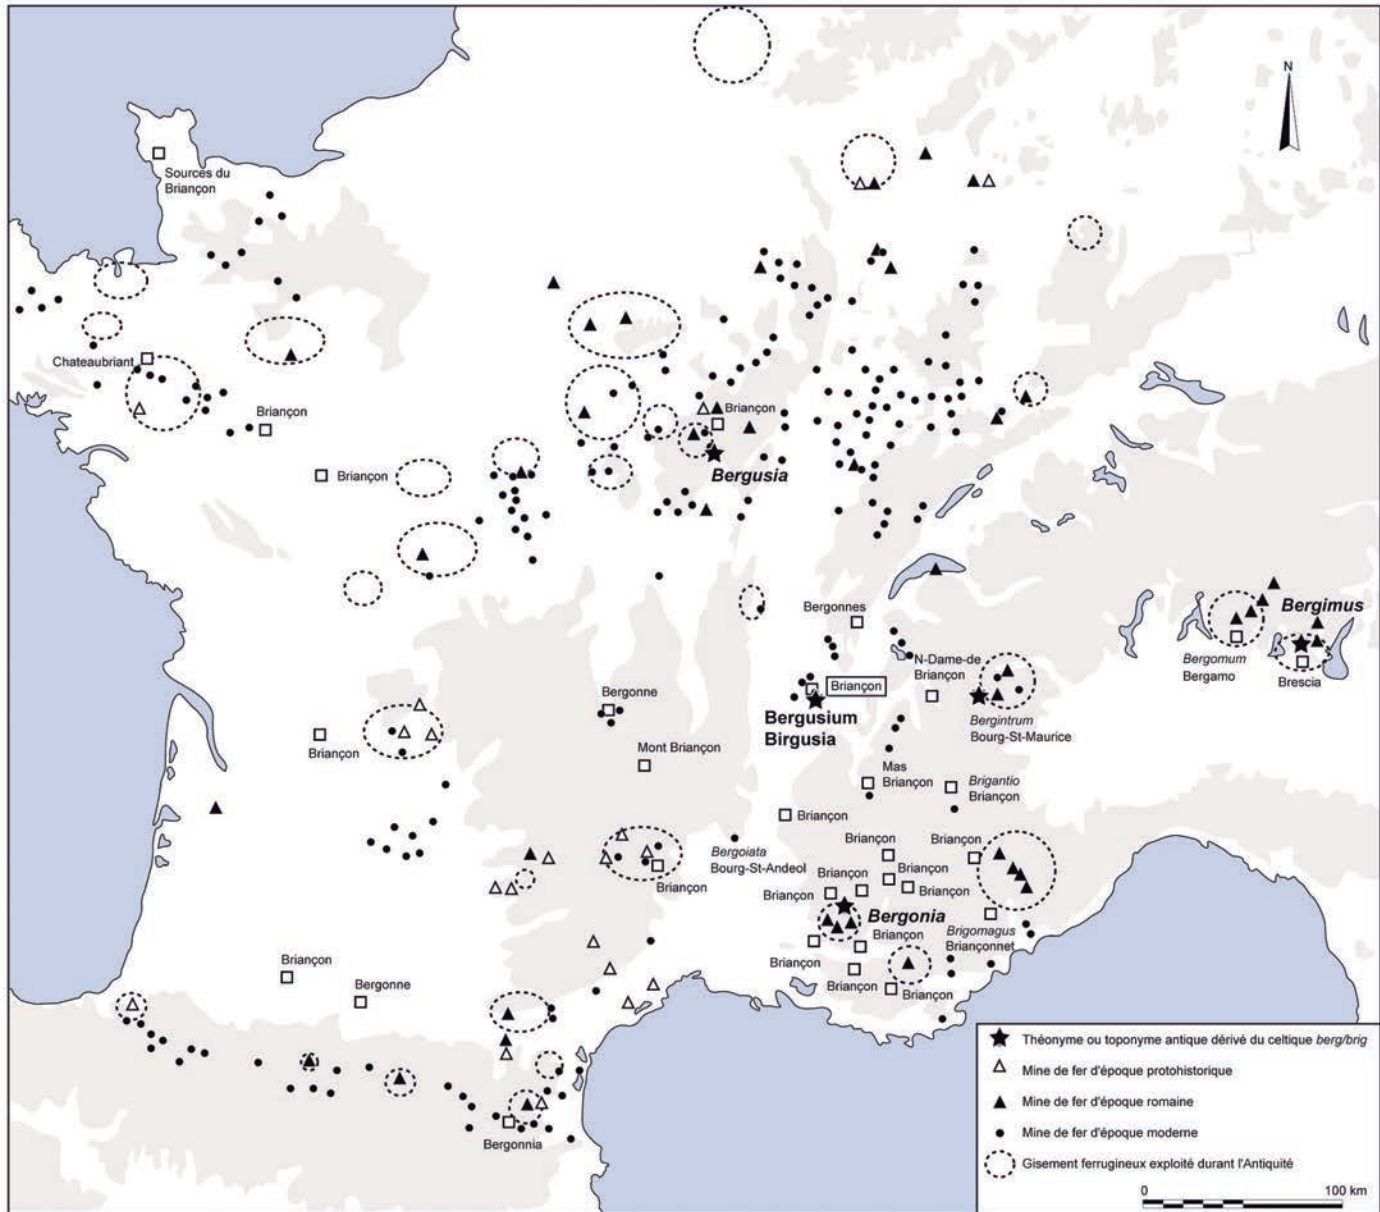 N
Sources du
Briançon
Chateaubriant
Briançon
Briançon
Briançon
Bergusia
Bergonnes
N-Dame-de
Briançon
Bergimus
Bergomum
Bergamo
Brescia
Briançon
Bergusium
Birgusia
Bergintrum
Bourg-St-Maurice
Bergonne
Briançon
Mont Briançon
Mas
Briançon
Brigantio
Briançon
Briançon
Bergoiata
Bourg-St-Andeol
Briançon
Briançon
Briançon
Briançon
Briançon
Briançon
Briançon
Bergonia
Brigomagus
Briançonnet
Briançon
Briançon
Briançon
Briançon
Briançon
Bergonne
Bergonnia
Théonyme ou toponyme antique dérivé du celtique berg/brig
Mine de fer d'époque protohistorique
Mine de fer d'époque romaine
Mine de fer d'époque moderne
Gisement ferrugineux exploité durant l'Antiquité
0 100 km